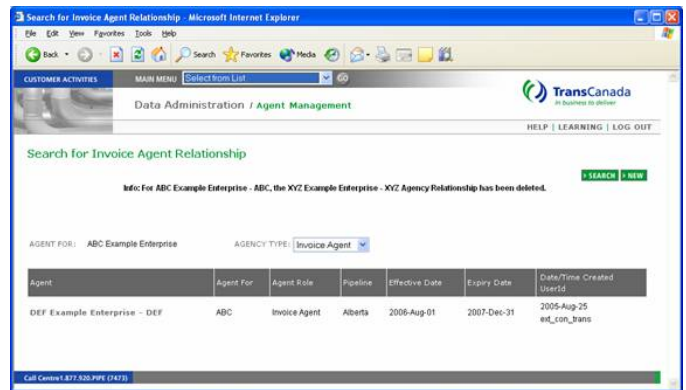 Search for Invoice Agent Relationship - Microsoft Internet Explorer
File Edit View Favorites Tools Help
Back Search Favorites Media
CUSTOMER ACTIVITIES MAIN MENU Select from List GO
TransCanada
In business to deliver
Data Administration / Agent Management
HELP | LEARNING | LOG OUT
Search for Invoice Agent Relationship
SEARCH NEW
Info: For ABC Example Enterprise - ABC, the XYZ Example Enterprise - XYZ Agency Relationship has been deleted.
AGENT FOR: ABC Example Enterprise AGENCY TYPE: Invoice Agent
Agent Agent For Agent Role Pipeline Effective Date Expiry Date Date/Time Created
UserId
DEF Example Enterprise - DEF ABC Invoice Agent Alberta 2006-Aug-01 2007-Dec-31 2005-Aug-25
ext_con_trans
Call Centre1.877.920.PIPE (7473)